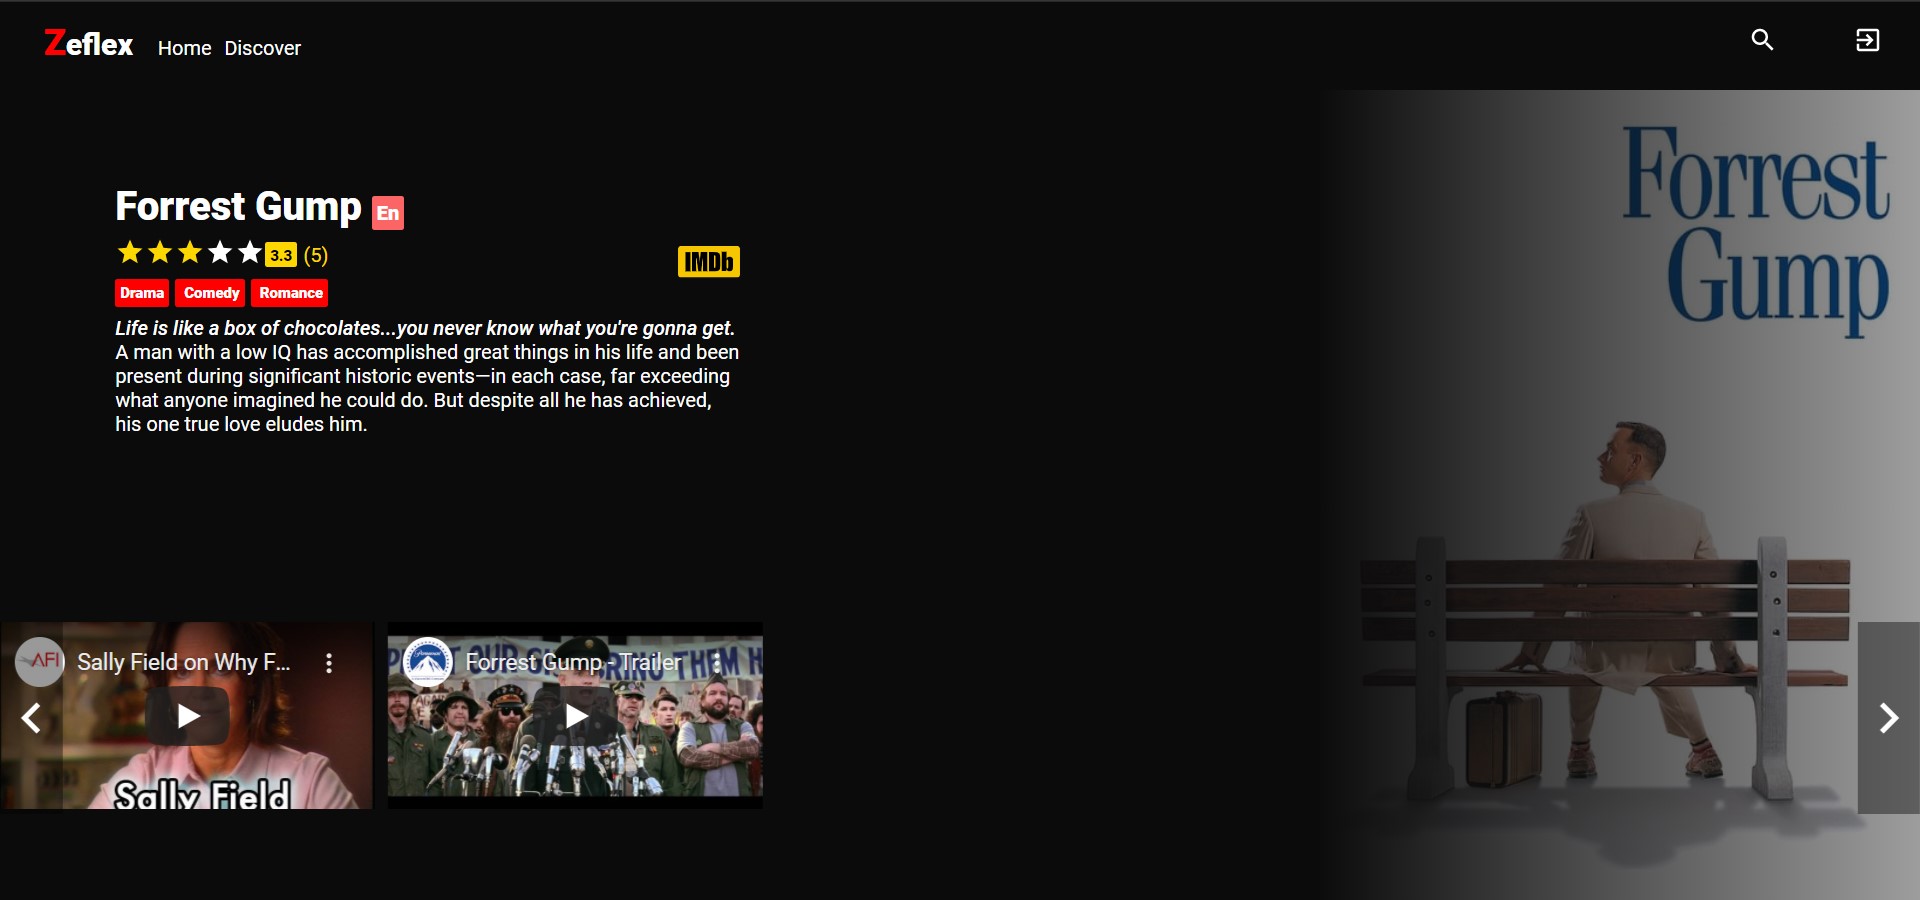 Zeflex Home Discover
Forrest Gump En
3.3 (5)
IMDb
Drama Comedy Romance
Life is like a box of chocolates...you never know what you're gonna get.
A man with a low IQ has accomplished great things in his life and been
present during significant historic events—in each case, far exceeding
what anyone imagined he could do. But despite all he has achieved,
his one true love eludes him.
Forrest
Gump
AFI Sally Field on Why F...
Sally Field
Forrest Gump - Trailer
OUR
BRING THEM H